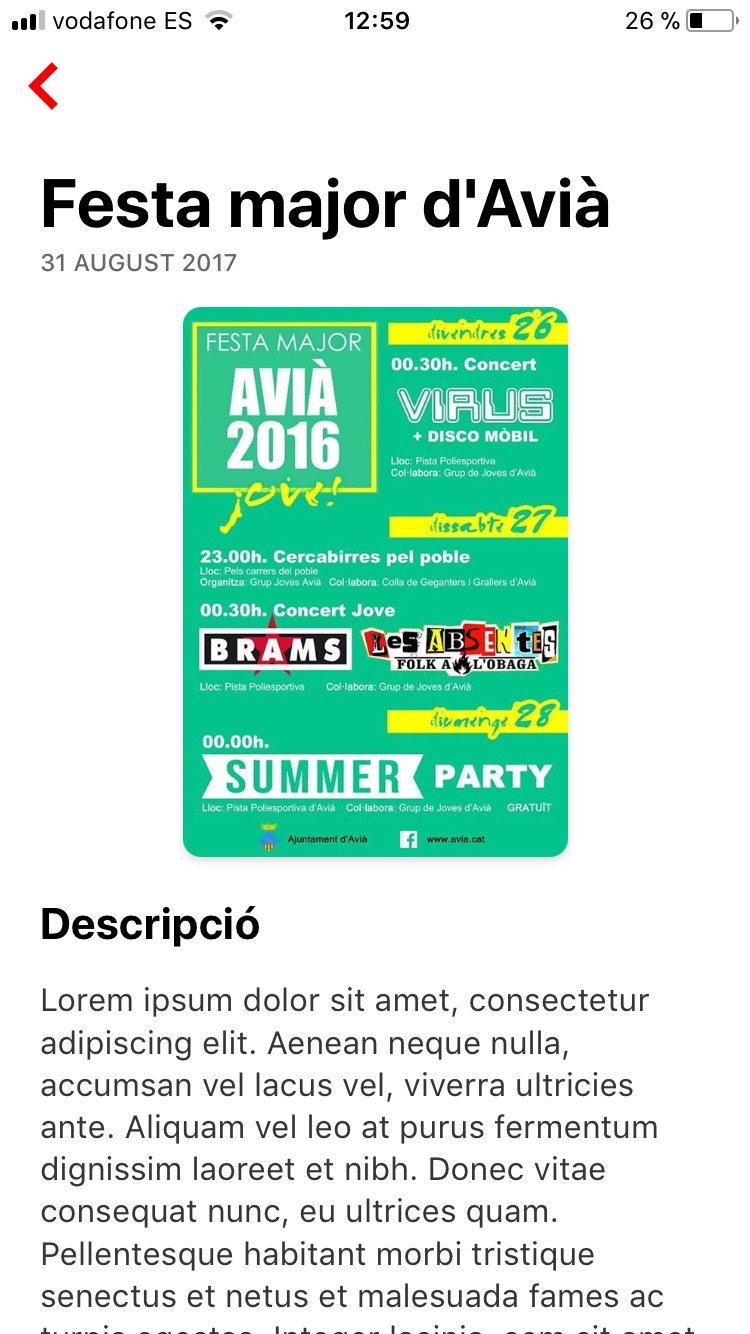 vodafone ES
12:59
26 %
Festa major d'Avià
31 AUGUST 2017
FESTA MAJOR
AVIÀ
2016
jove!
divendres 26
00.30h. Concert
VIRUS
+ DISCO MÒBIL
Lloc: Pista Poliesportiva
Col·labora: Grup de Joves d'Avià
dissabte 27
23.00h. Cercabirres pel poble
Lloc: Pels carrers del poble
Organitza: Grup Joves Avià Col·labora: Colla de Geganters i Grallers d'Avià
00.30h. Concert Jove
BRAMS
Les ABSENtES
FOLK A L'OBAGA
Lloc: Pista Poliesportiva Col·labora: Grup de Joves d'Avià
diumenge 28
00.00h.
SUMMER PARTY
Lloc: Pista Poliesportiva d'Avià Col·labora: Grup de Joves d'Avià GRATUÏT
Ajuntament d'Avià f www.avia.cat
Descripció
Lorem ipsum dolor sit amet, consectetur
adipiscing elit. Aenean neque nulla,
accumsan vel lacus vel, viverra ultricies
ante. Aliquam vel leo at purus fermentum
dignissim laoreet et nibh. Donec vitae
consequat nunc, eu ultrices quam.
Pellentesque habitant morbi tristique
senectus et netus et malesuada fames ac
turpis egestas. Integer lacinia, sem sit amet